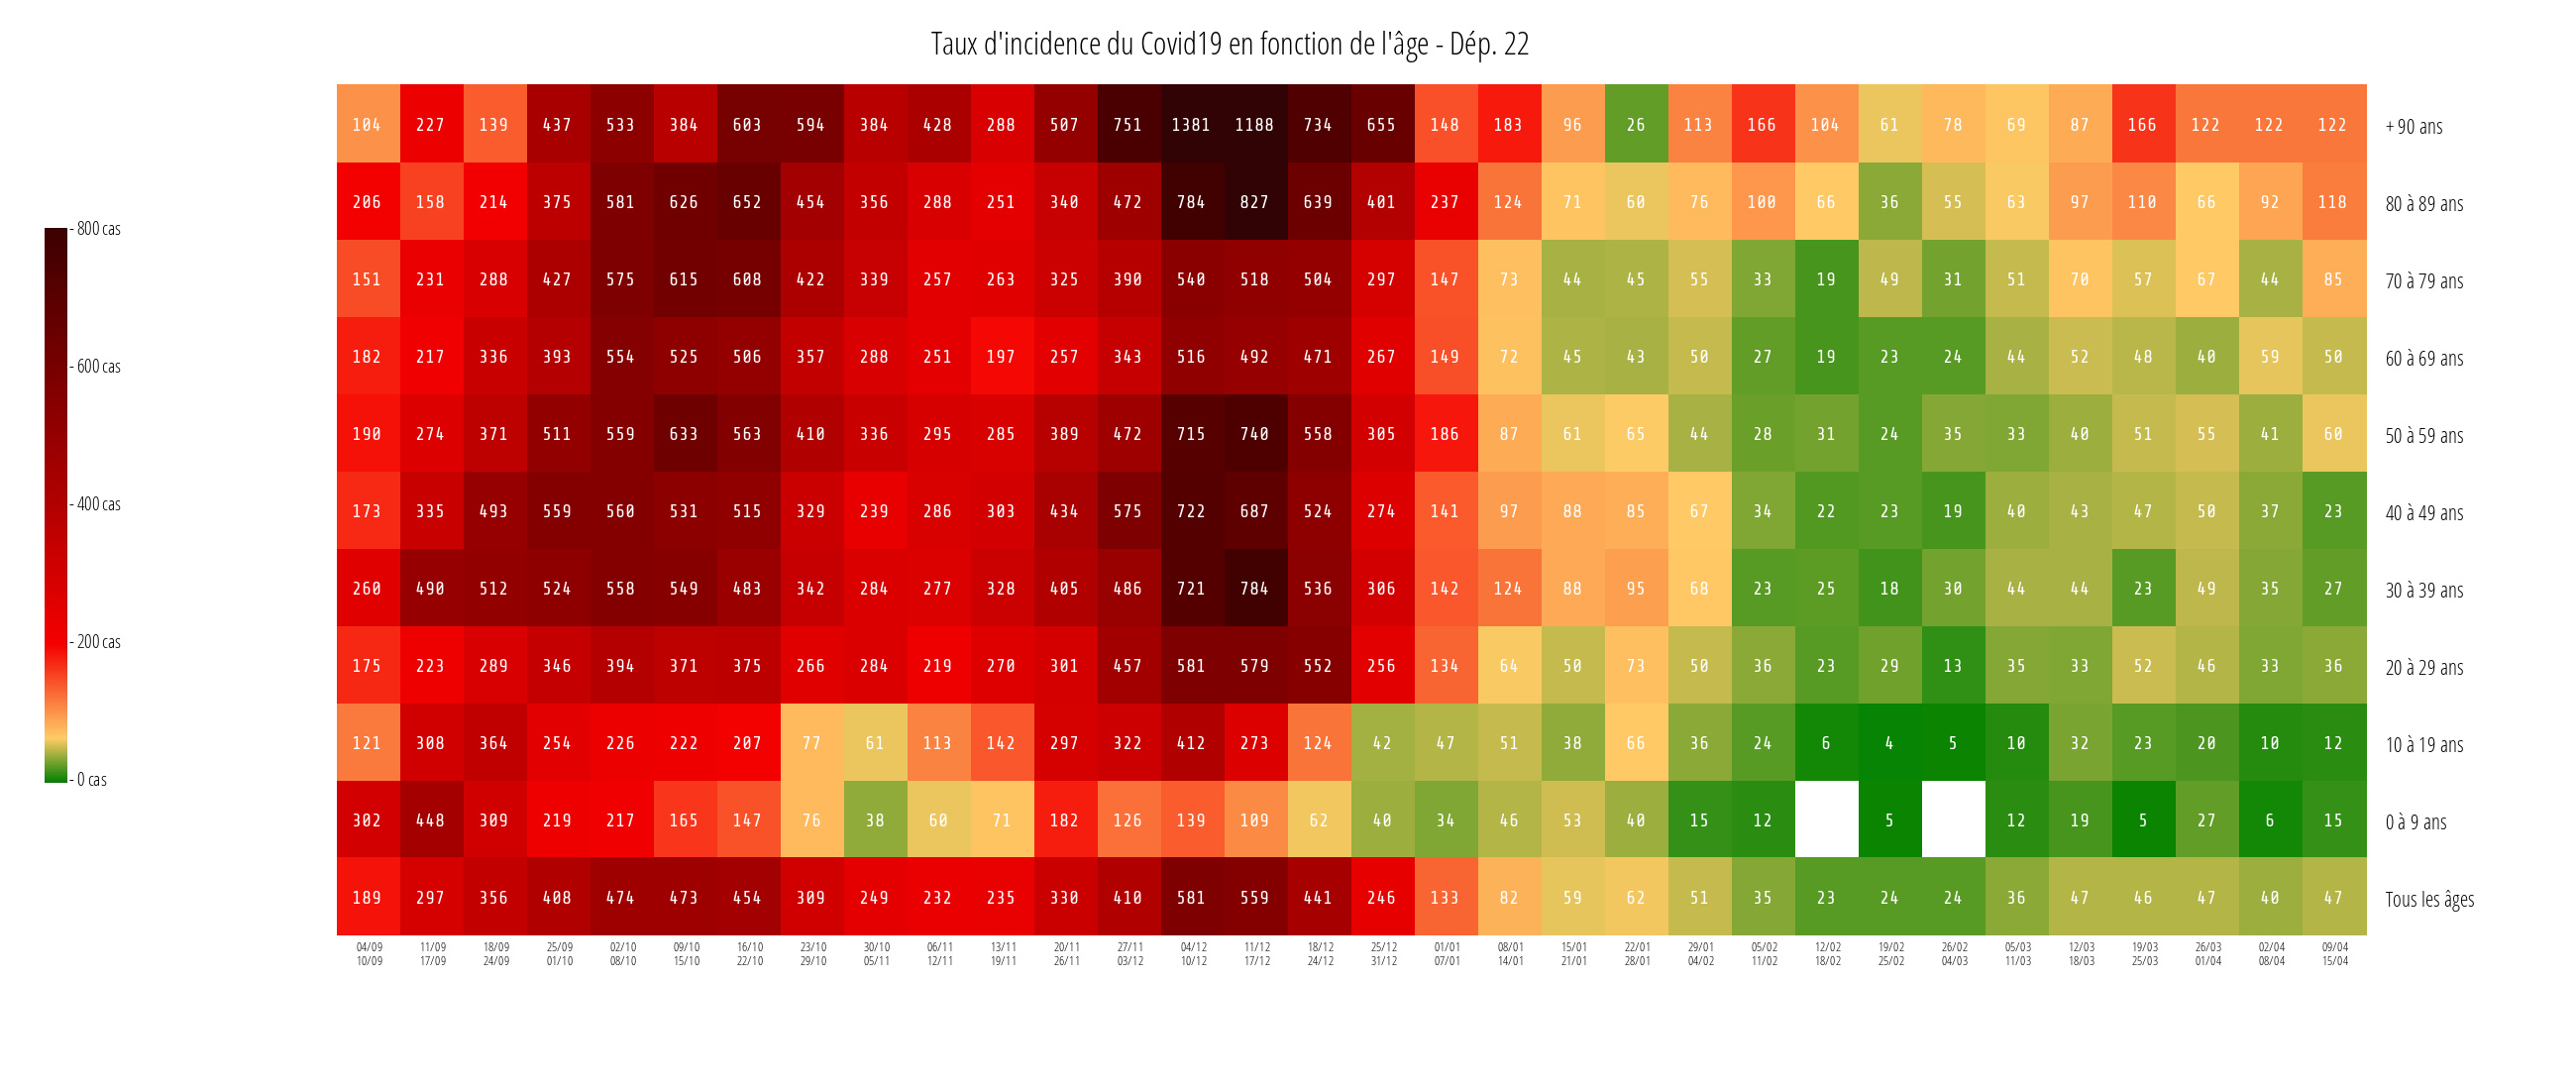 Taux d'incidence du Covid19 en fonction de l'âge - Dép. 22
104 227 139 437 533 384 603 594 384 428 288 507 751 1381 1188 734 655 148 183 96 26 113 166 104 61 78 69 87 166 122 122 122 + 90 ans
206 158 214 375 581 626 652 454 356 288 251 340 472 784 827 639 401 237 124 71 60 76 100 66 36 55 63 97 110 66 92 118 80 à 89 ans
- 800 cas
151 231 288 427 575 615 608 422 339 257 263 325 390 540 518 504 297 147 73 44 45 55 33 19 49 31 51 70 57 67 44 85 70 à 79 ans
182 217 336 393 554 525 506 357 288 251 197 257 343 516 492 471 267 149 72 45 43 50 27 19 23 24 44 52 48 40 59 50 60 à 69 ans
- 600 cas
190 274 371 511 559 633 563 410 336 295 285 389 472 715 740 558 305 186 87 61 65 44 28 31 24 35 33 40 51 55 41 60 50 à 59 ans
- 400 cas
173 335 493 559 560 531 515 329 239 286 303 434 575 722 687 524 274 141 97 88 85 67 34 22 23 19 40 43 47 50 37 23 40 à 49 ans
260 490 512 524 558 549 483 342 284 277 328 405 486 721 784 536 306 142 124 88 95 68 23 25 18 30 44 44 23 49 35 27 30 à 39 ans
- 200 cas
175 223 289 346 394 371 375 266 284 219 270 301 457 581 579 552 256 134 64 50 73 50 36 23 29 13 35 33 52 46 33 36 20 à 29 ans
121 308 364 254 226 222 207 77 61 113 142 297 322 412 273 124 42 47 51 38 66 36 24 6 4 5 10 32 23 20 10 12 10 à 19 ans
- 0 cas
302 448 309 219 217 165 147 76 38 60 71 182 126 139 109 62 40 34 46 53 40 15 12 5 12 19 5 27 6 15 0 à 9 ans
189 297 356 408 474 473 454 309 249 232 235 330 410 581 559 441 246 133 82 59 62 51 35 23 24 24 36 47 46 47 40 47 Tous les âges
04/09 11/09 18/09 25/09 02/10 09/10 16/10 23/10 30/10 06/11 13/11 20/11 27/11 04/12 11/12 18/12 25/12 01/01 08/01 15/01 22/01 29/01 05/02 12/02 19/02 26/02 05/03 12/03 19/03 26/03 02/04 09/04
10/09 17/09 24/09 01/10 08/10 15/10 22/10 29/10 05/11 12/11 19/11 26/11 03/12 10/12 17/12 24/12 31/12 07/01 14/01 21/01 28/01 04/02 11/02 18/02 25/02 04/03 11/03 18/03 25/03 01/04 08/04 15/04